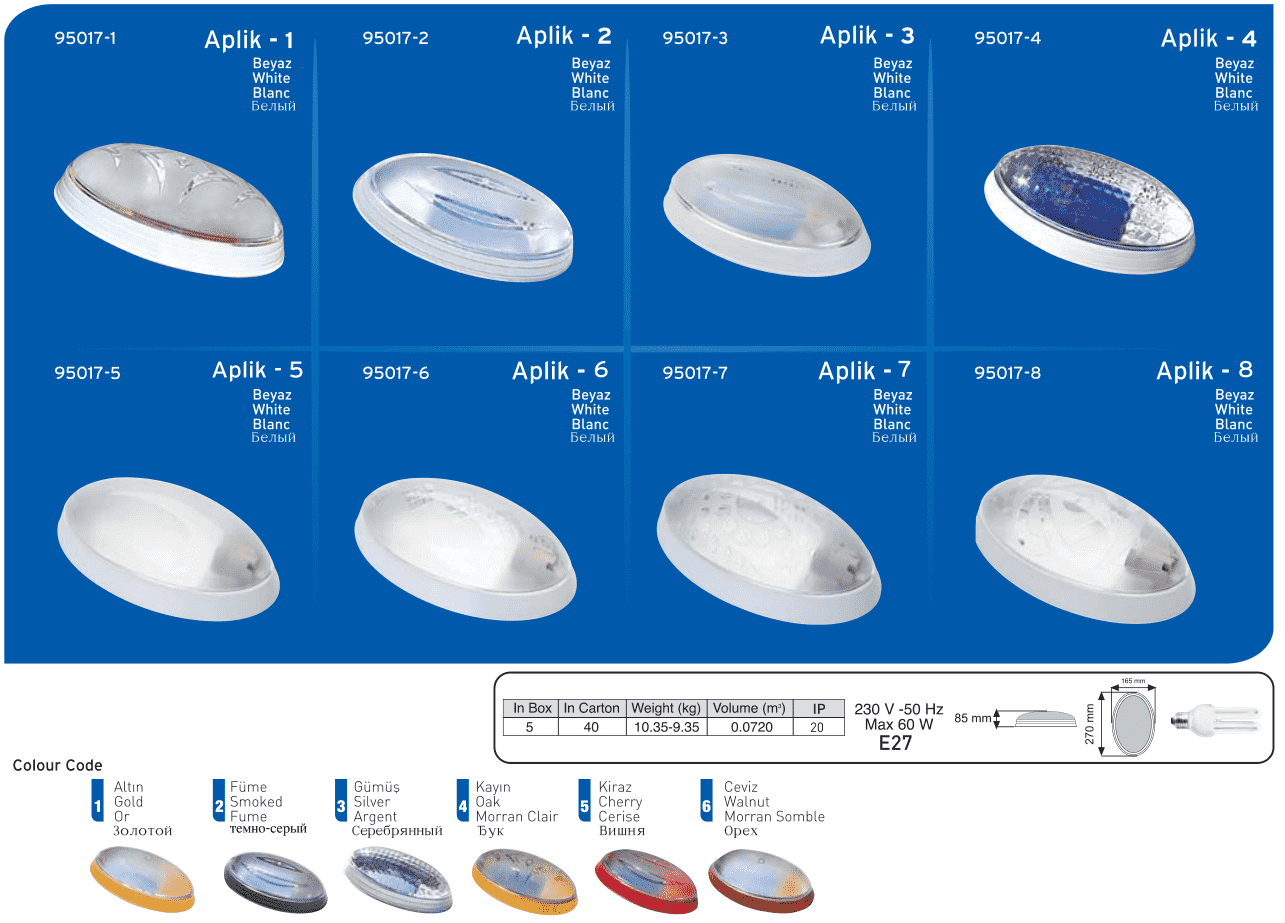 95017-1 Aplik - 1
Beyaz
White
Blanc
Белый
95017-2 Aplik - 2
Beyaz
White
Blanc
Белый
95017-3 Aplik - 3
Beyaz
White
Blanc
Белый
95017-4 Aplik - 4
Beyaz
White
Blanc
Белый
95017-5 Aplik - 5
Beyaz
White
Blanc
Белый
95017-6 Aplik - 6
Beyaz
White
Blanc
Белый
95017-7 Aplik - 7
Beyaz
White
Blanc
Белый
95017-8 Aplik - 8
Beyaz
White
Blanc
Белый
In Box In Carton Weight (kg) Volume (m³) IP
5 40 10.35-9.35 0.0720 20
230 V -50 Hz
Max 60 W
E27
85 mm
165 mm
270 mm
Colour Code
1
Altın
Gold
Or
Золотой
2
Füme
Smoked
Fume
темно-серый
3
Gümüş
Silver
Argent
Серебрянный
4
Kayın
Oak
Morran Clair
Ђук
5
Kiraz
Cherry
Cerise
Вишня
6
Ceviz
Walnut
Morran Somble
Орех